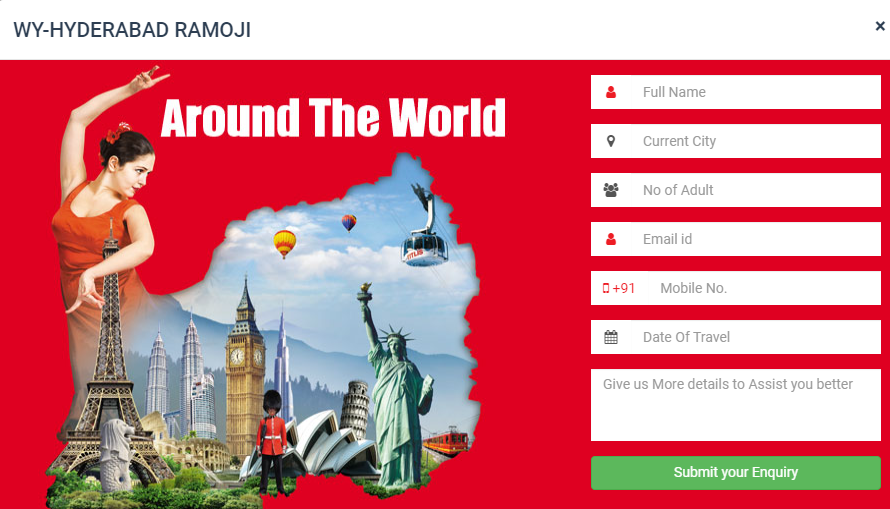 WY-HYDERABAD RAMOJI
×
Around The World
TITLIS
Full Name
Current City
No of Adult
Email id
+91 Mobile No.
Date Of Travel
Give us More details to Assist you better
Submit your Enquiry